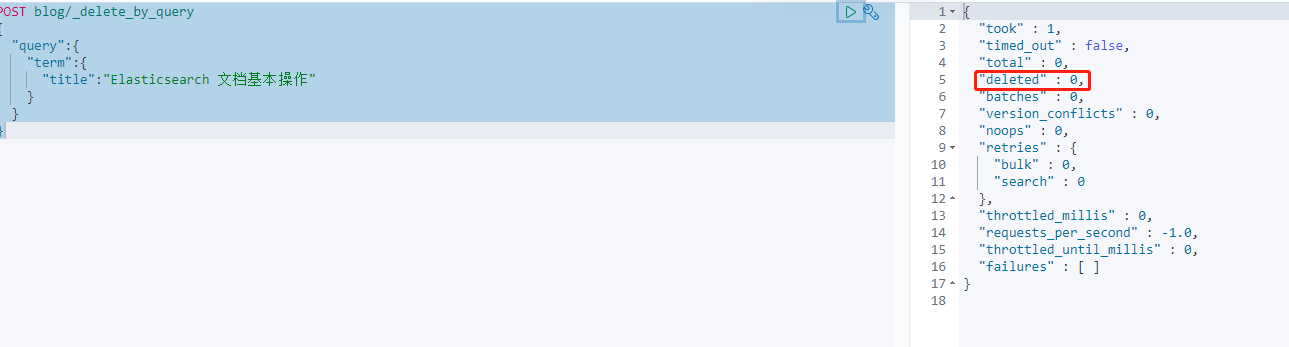 POST blog/_delete_by_query
{
"query":{
"term":{
"title":"Elasticsearch 文档基本操作"
}
}
}
1 {
2 "took" : 1,
3 "timed_out" : false,
4 "total" : 0,
5 "deleted" : 0,
6 "batches" : 0,
7 "version_conflicts" : 0,
8 "noops" : 0,
9 "retries" : {
10 "bulk" : 0,
11 "search" : 0
12 },
13 "throttled_millis" : 0,
14 "requests_per_second" : -1.0,
15 "throttled_until_millis" : 0,
16 "failures" : [ ]
17 }
18